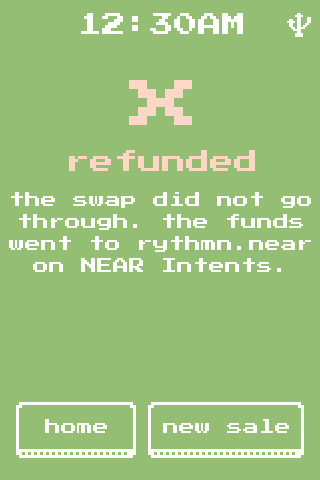 12:30AM
refunded
the swap did not go
through. the funds
went to rythmn.near
on NEAR Intents.
home
new sale